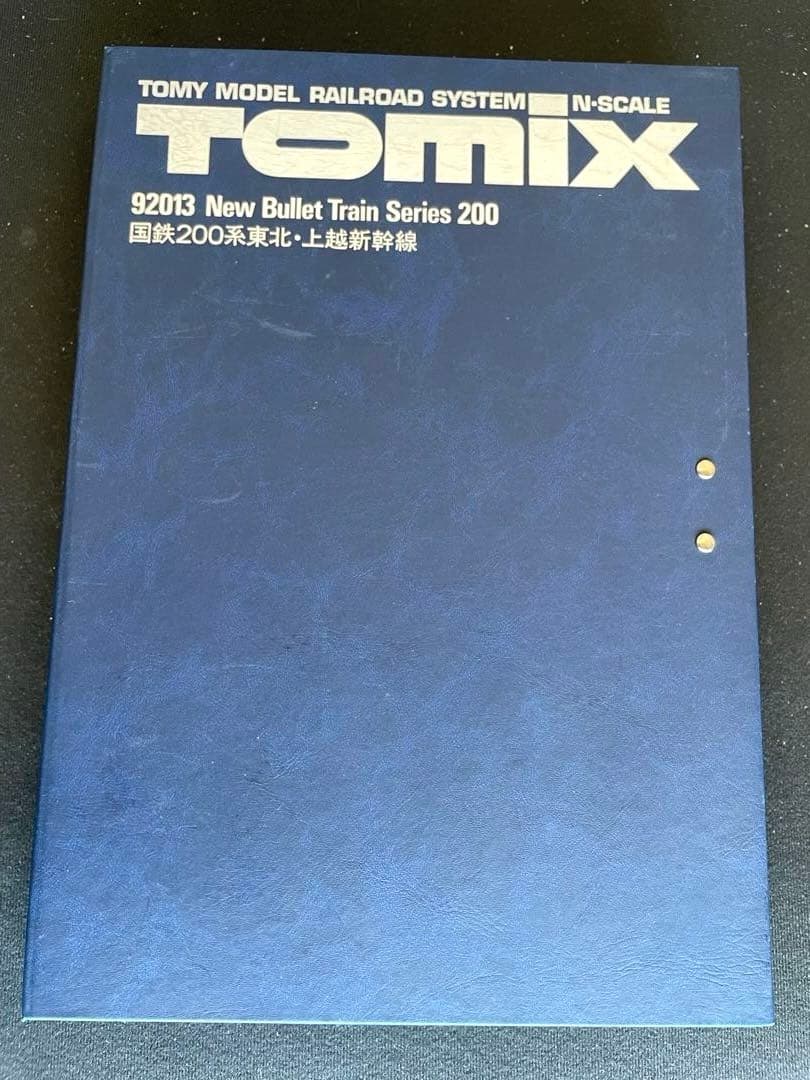 TOMY MODEL RAILROAD SYSTEM N·SCALE
TOMIX
92013 New Bullet Train Series 200
国鉄200系東北・上越新幹線